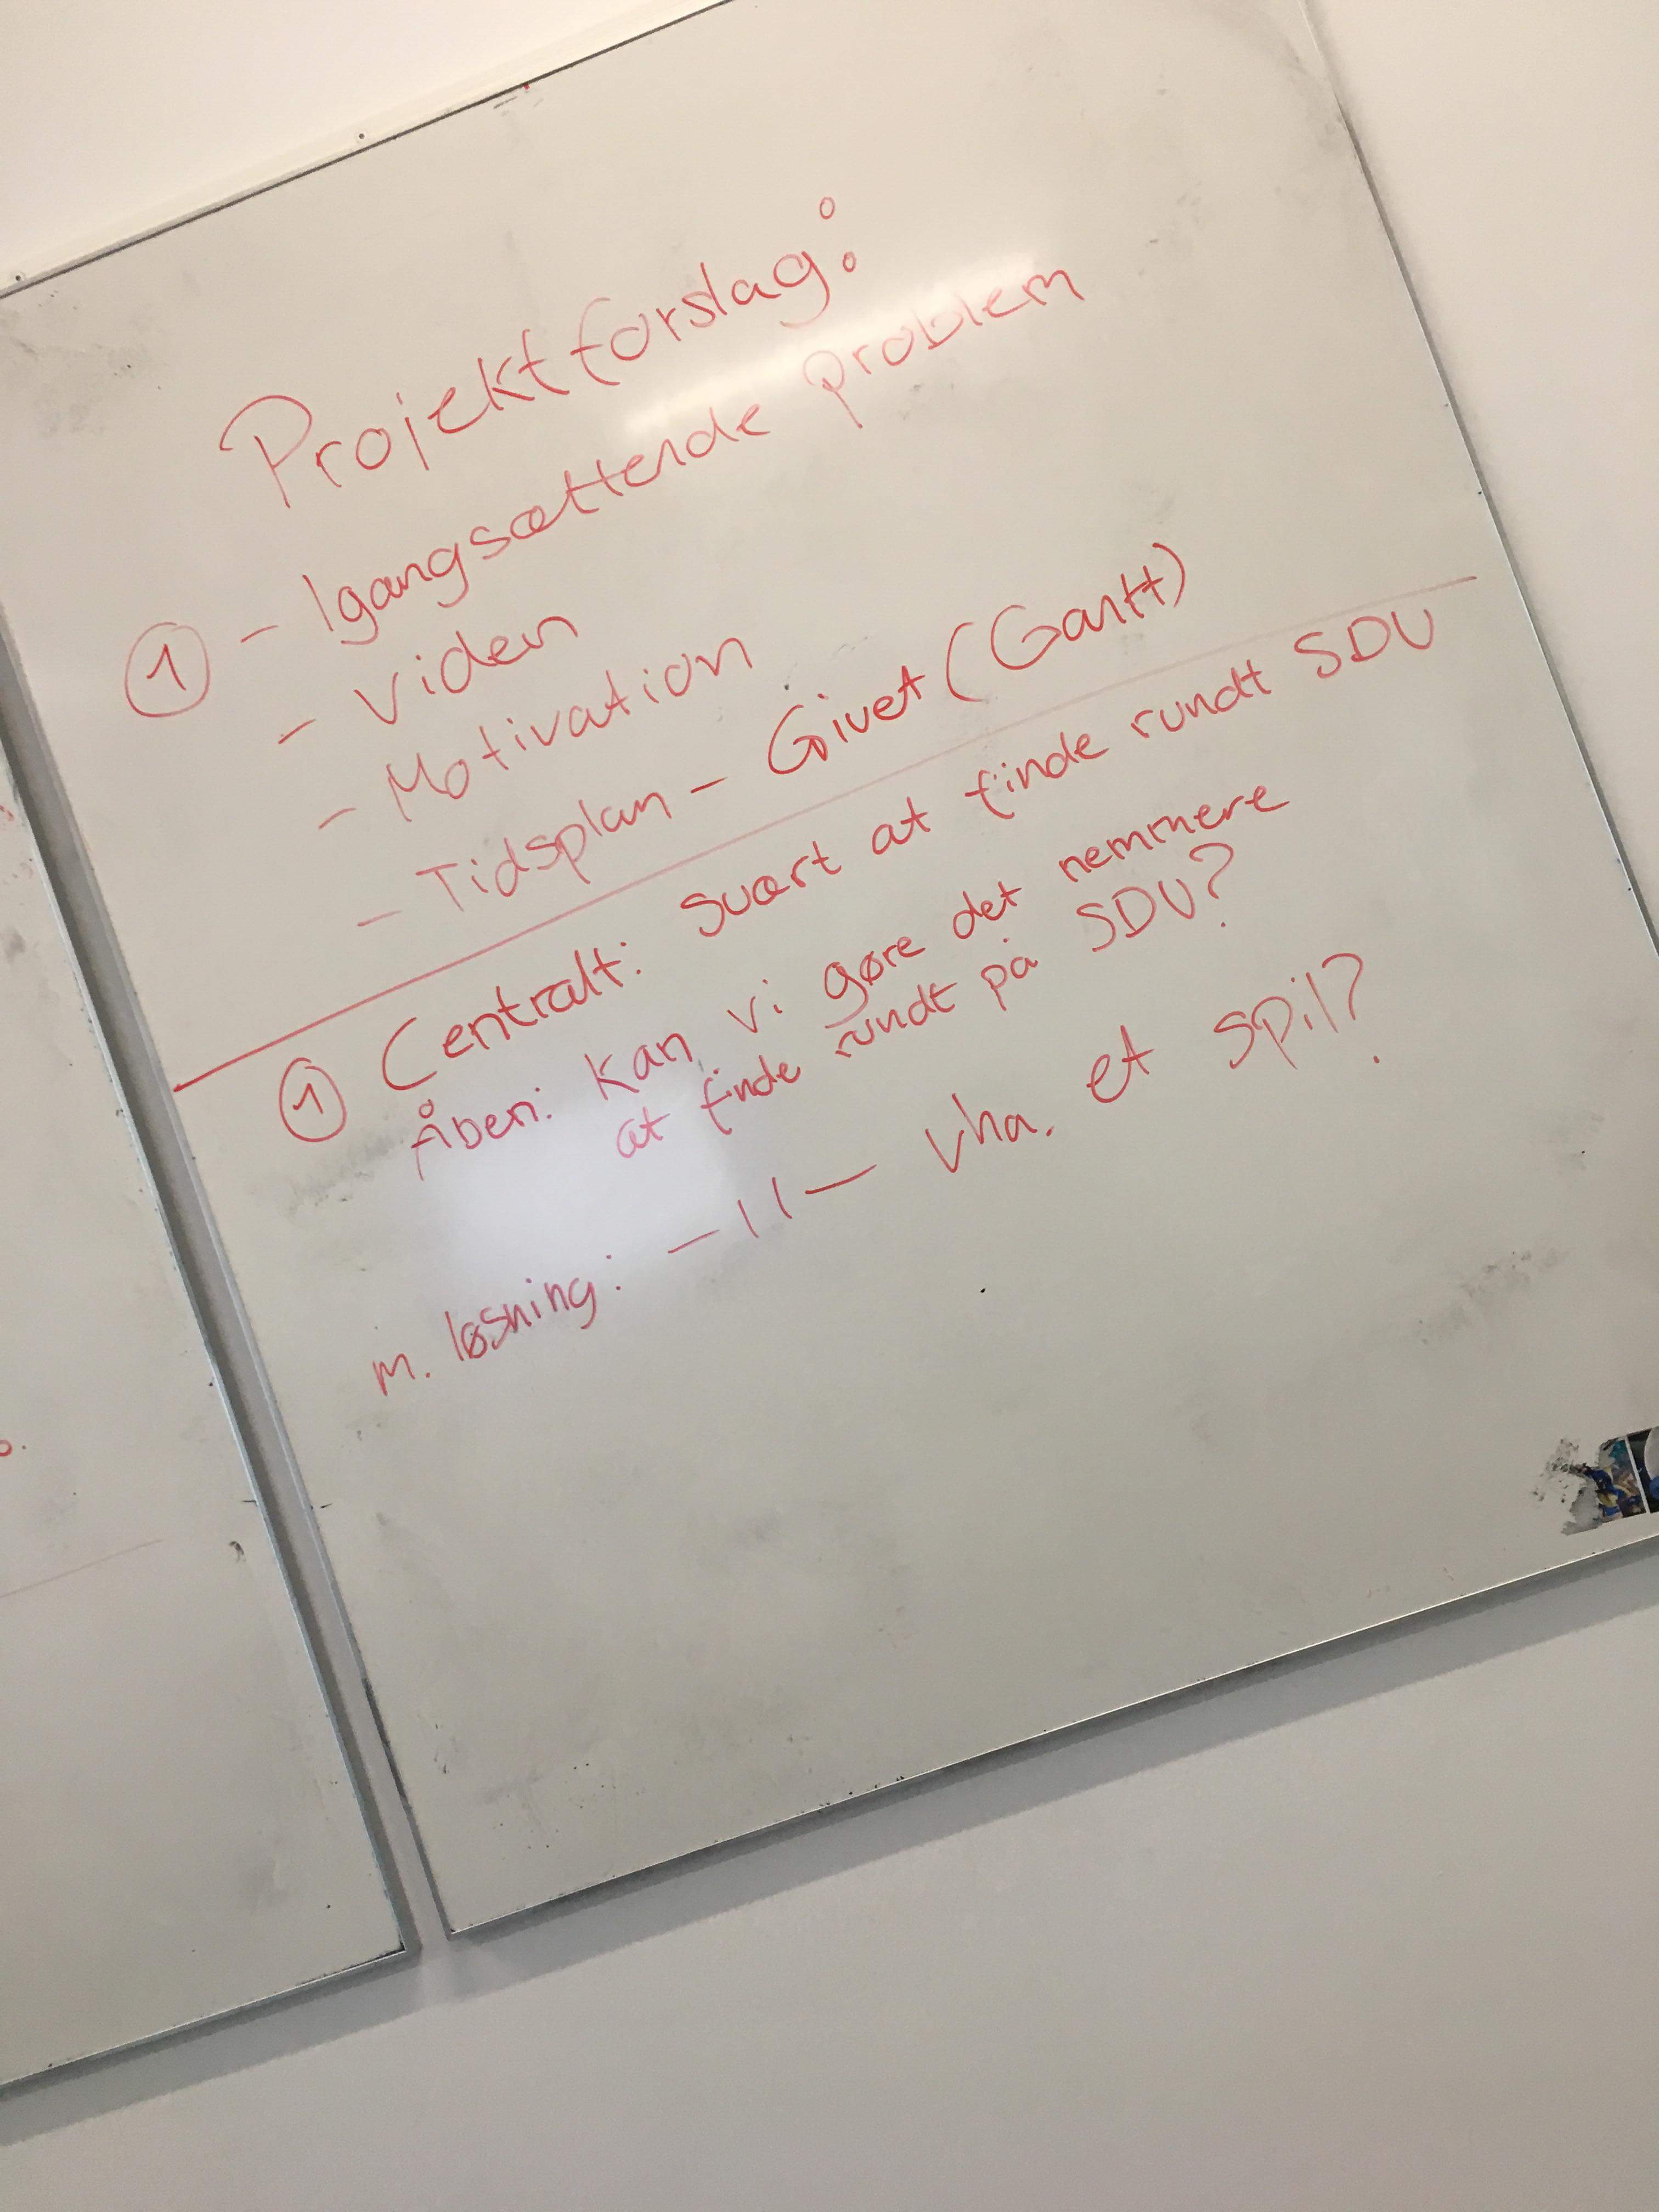 Projektforslag:
① - Igangsættende problem
- Viden
- Motivation
- Tidsplan - Givet (Gantt)
① Centralt: svært at finde rundt SDU
Åben: Kan vi gøre det nemmere
at finde rundt på SDU?
m. løsning: -11- vha. et spil?